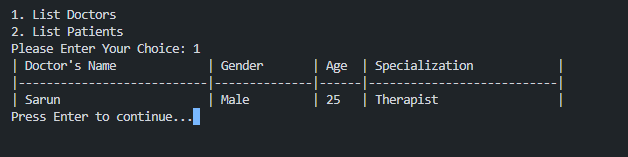 1. List Doctors
2. List Patients
Please Enter Your Choice: 1
| Doctor's Name             | Gender       | Age  | Specialization            |
|---------------------------|--------------|------|---------------------------|
| Sarun                     | Male         | 25   | Therapist                 |
Press Enter to continue...